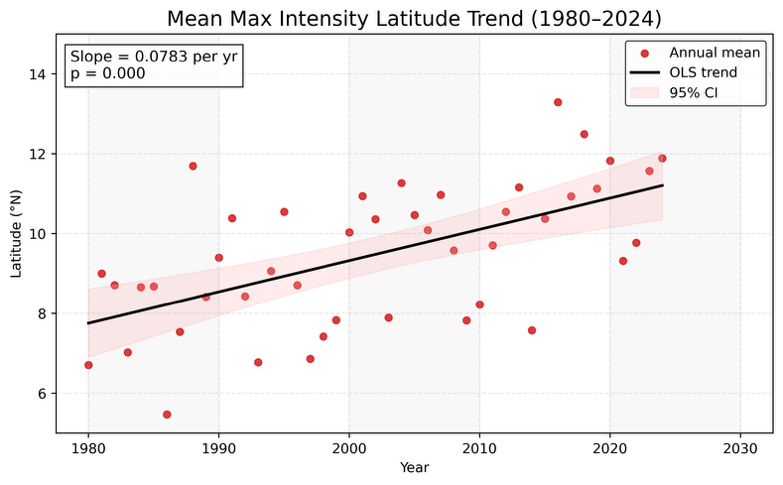 Mean Max Intensity Latitude Trend (1980–2024)
Slope = 0.0783 per yr
p = 0.000
Annual mean
OLS trend
95% CI
Latitude (°N)
14
12
10
8
6
1980 1990 2000 2010 2020 2030
Year